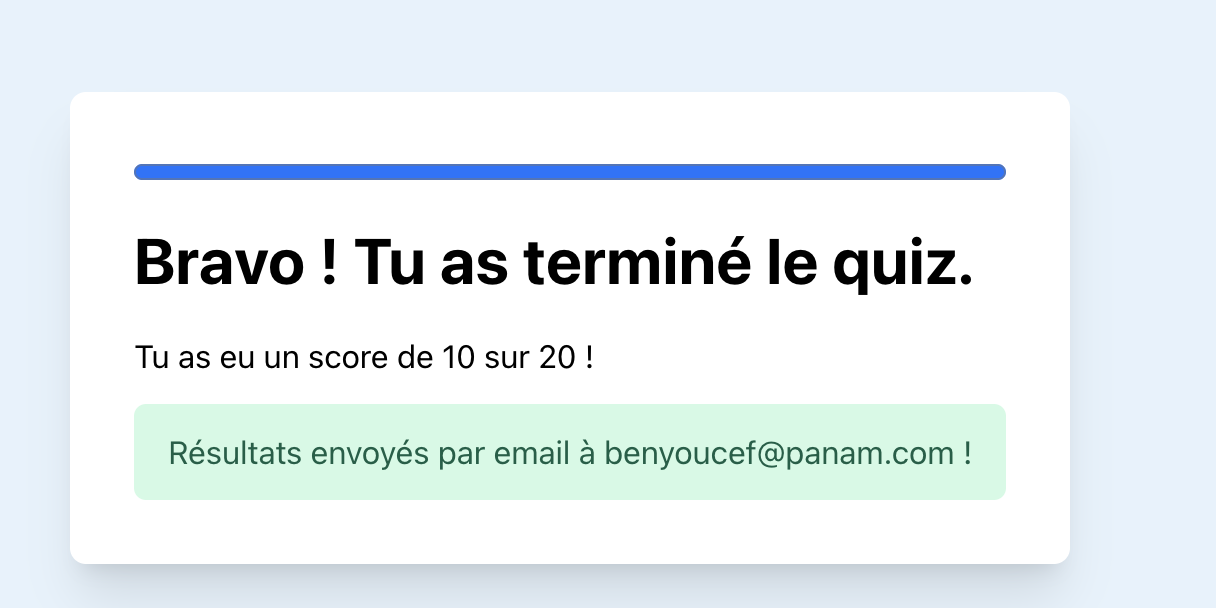 Bravo ! Tu as terminé le quiz.
Tu as eu un score de 10 sur 20 !
Résultats envoyés par email à benyoucef@panam.com !